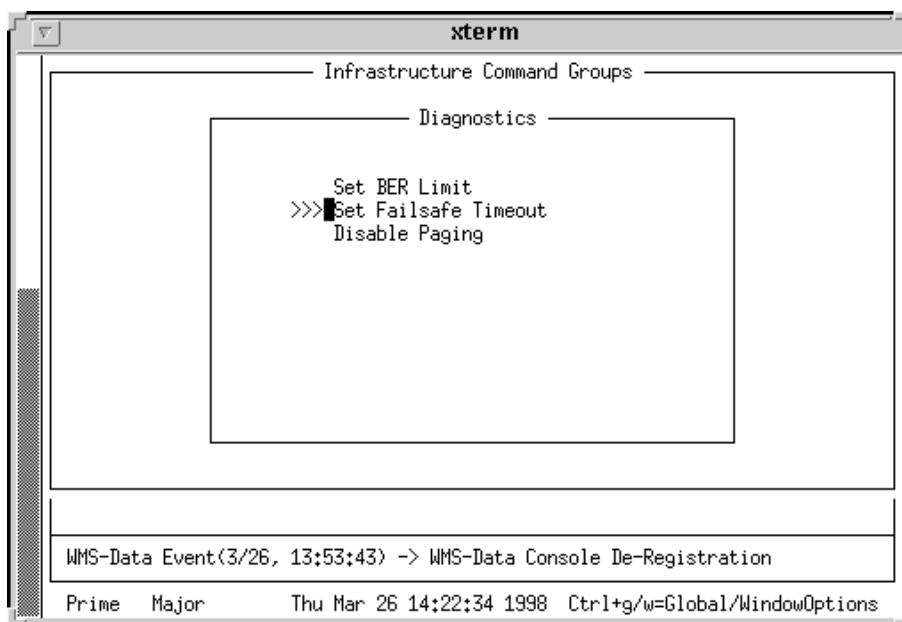 xterm
Infrastructure Command Groups
Diagnostics
Set BER Limit
>>>Set Failsafe Timeout
Disable Paging
WMS-Data Event(3/26, 13:53:43) -> WMS-Data Console De-Registration
Prime Major Thu Mar 26 14:22:34 1998 Ctrl+g/w=Global/WindowOptions